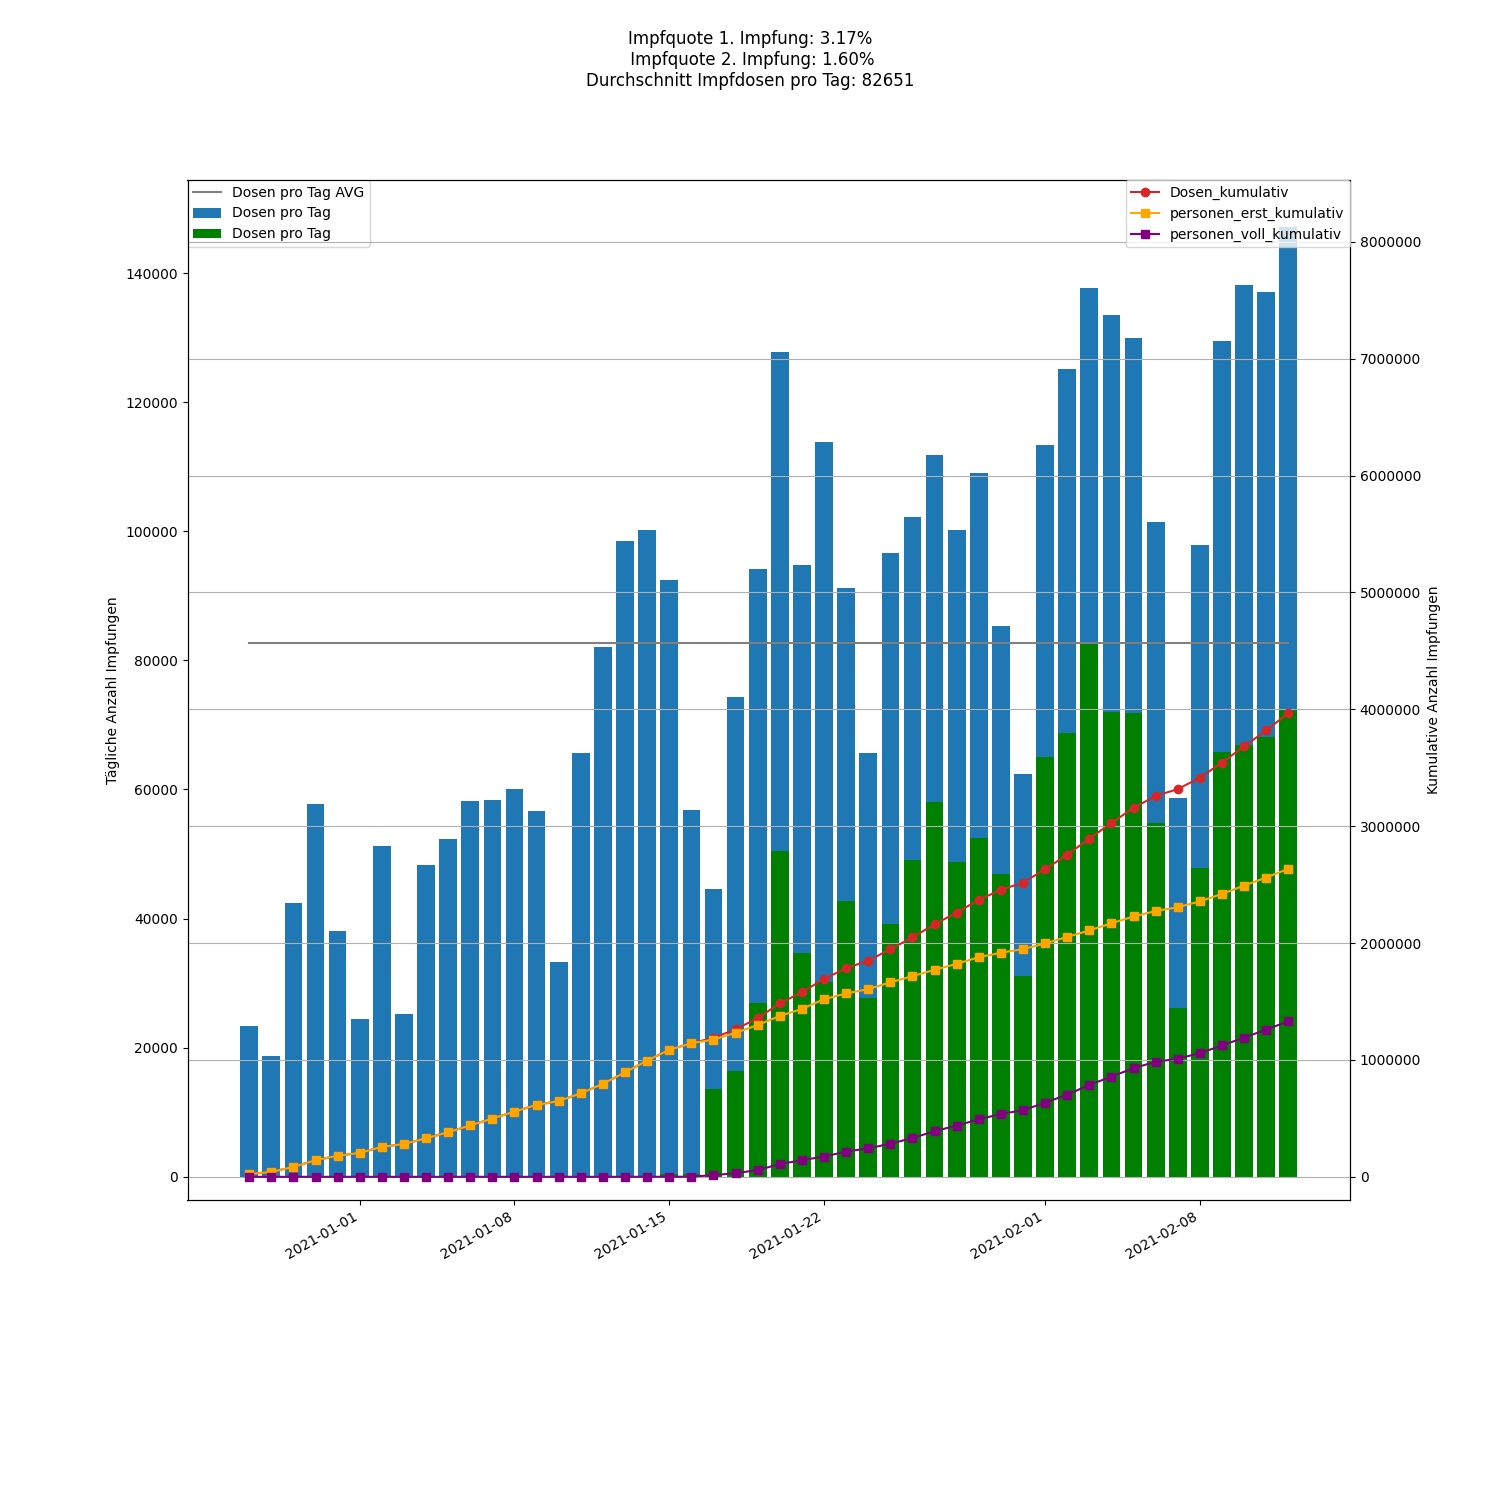 Impfquote 1. Impfung: 3.17%
Impfquote 2. Impfung: 1.60%
Durchschnitt Impfdosen pro Tag: 82651
Dosen pro Tag AVG
Dosen pro Tag
Dosen pro Tag
Dosen_kumulativ
personen_erst_kumulativ
personen_voll_kumulativ
Tägliche Anzahl Impfungen
140000
120000
100000
80000
60000
40000
20000
0
8000000
7000000
6000000
5000000
4000000
3000000
2000000
1000000
0
Kumulative Anzahl Impfungen
2021-01-01
2021-01-08
2021-01-15
2021-01-22
2021-02-01
2021-02-08